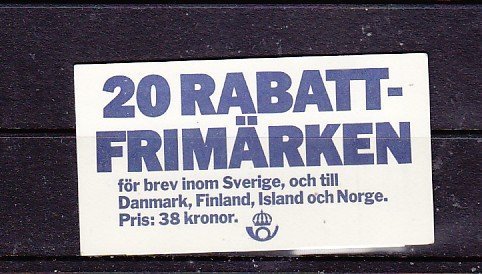 20 RABATT-
FRIMÄRKEN
för brev inom Sverige, och till
Danmark, Finland, Island och Norge.
Pris: 38 kronor.